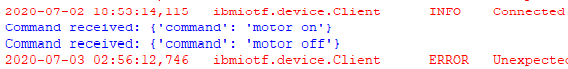 2020-07-02 10:53:14,115 ibmiotf.device.Client INFO Connected
Command received: {'command': 'motor on'}
Command received: {'command': 'motor off'}
2020-07-03 02:56:12,746 ibmiotf.device.Client ERROR Unexpected